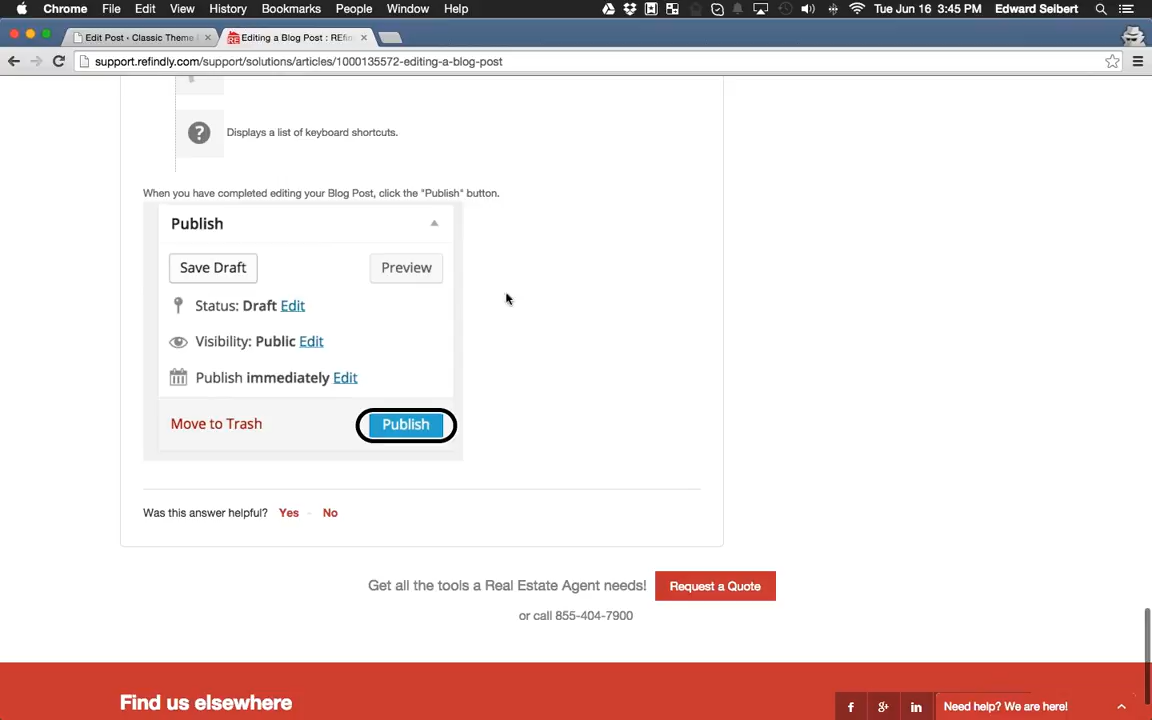 Chrome File Edit View History Bookmarks People Window Help Tue Jun 16 3:45 PM Edward Seibert
Edit Post ‹ Classic Theme Editing a Blog Post : REfin
support.refindly.com/support/solutions/articles/1000135572-editing-a-blog-post
? Displays a list of keyboard shortcuts.
When you have completed editing your Blog Post, click the "Publish" button.
Publish
Save Draft Preview
Status: Draft Edit
Visibility: Public Edit
Publish immediately Edit
Move to Trash Publish
Was this answer helpful? Yes - No
Get all the tools a Real Estate Agent needs! Request a Quote
or call 855-404-7900
Find us elsewhere
f g+ in Need help? We are here!